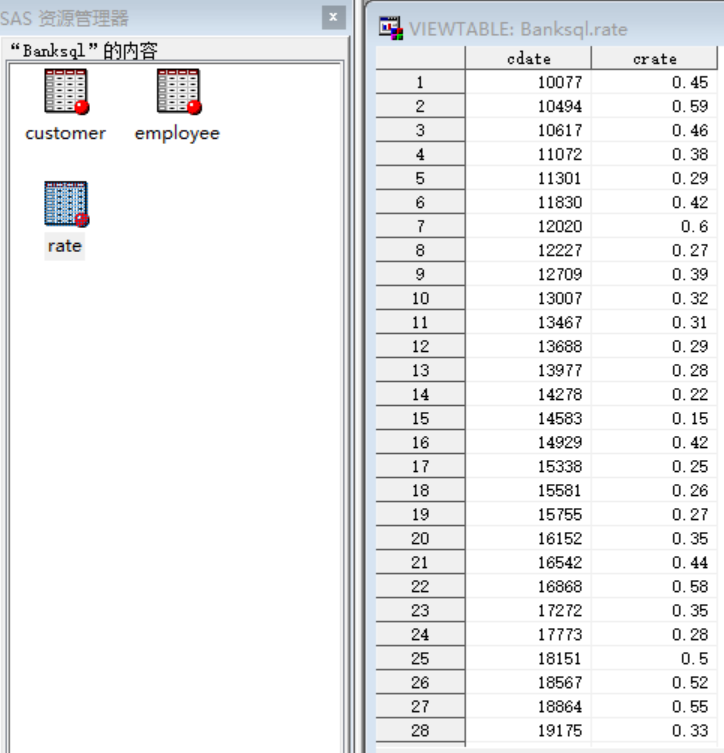 SAS 资源管理器
“Banksql”的内容
customer employee
rate
VIEWTABLE: Banksql.rate
cdate crate
1 10077 0.45
2 10494 0.59
3 10617 0.46
4 11072 0.38
5 11301 0.29
6 11830 0.42
7 12020 0.6
8 12227 0.27
9 12709 0.39
10 13007 0.32
11 13467 0.31
12 13688 0.29
13 13977 0.28
14 14278 0.22
15 14583 0.15
16 14929 0.42
17 15338 0.25
18 15581 0.26
19 15755 0.27
20 16152 0.35
21 16542 0.44
22 16868 0.58
23 17272 0.35
24 17773 0.28
25 18151 0.5
26 18567 0.52
27 18864 0.55
28 19175 0.33